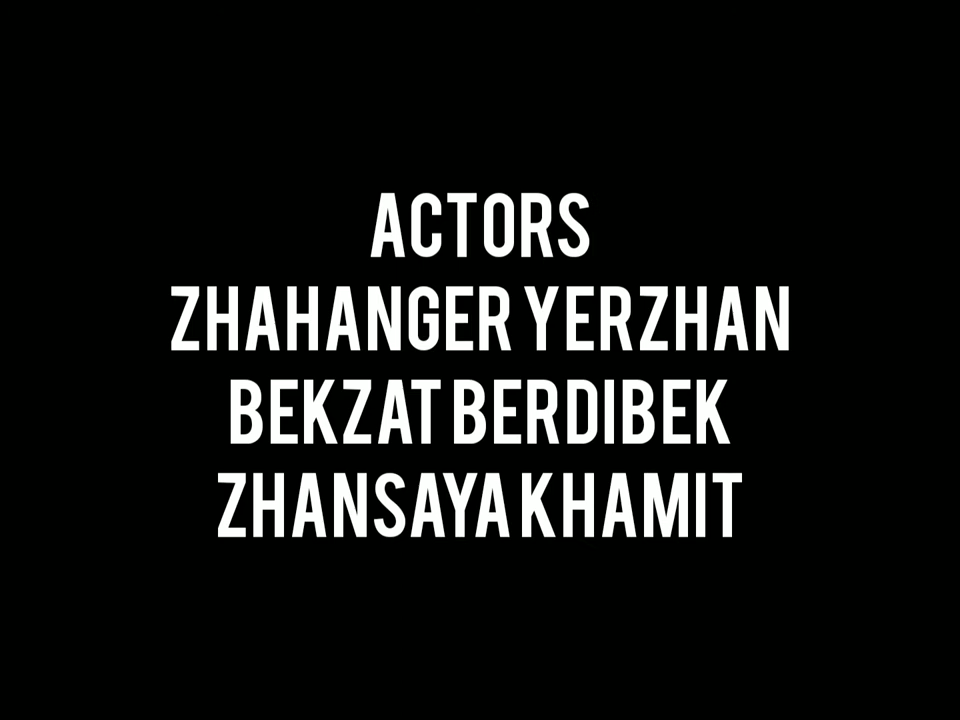 ACTORS
ZHAHANGER YERZHAN
BEKZAT BERDIBEK
ZHANSAYA KHAMIT